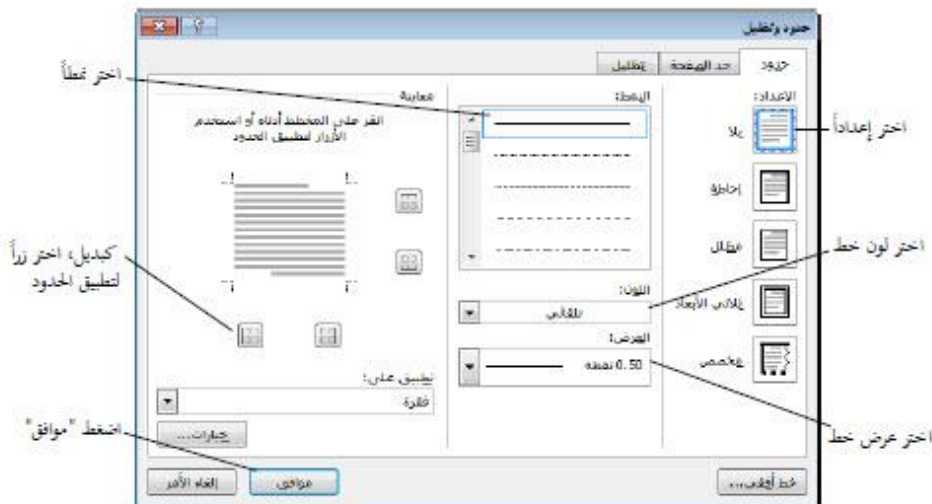 حدود وتظليل
حدود
حد الصفحة
تظليل
الإعداد:
بلا
إحاطة
مظلل
ثلاثي الأبعاد
مخصص
النمط:
اللون:
تلقائي
العرض:
0.50 نقطة
معاينة
انقر على المخطط أدناه أو استخدم
الأزرار لتطبيق الحدود
تطبيق على:
فقرة
خيارات...
خط أفقي...
موافق
إلغاء الأمر
اختر إعداداً
اختر لون خط
اختر عرض خط
اختر نمطاً
كبديل، اختر زراً
لتطبيق الحدود
اضغط "موافق"